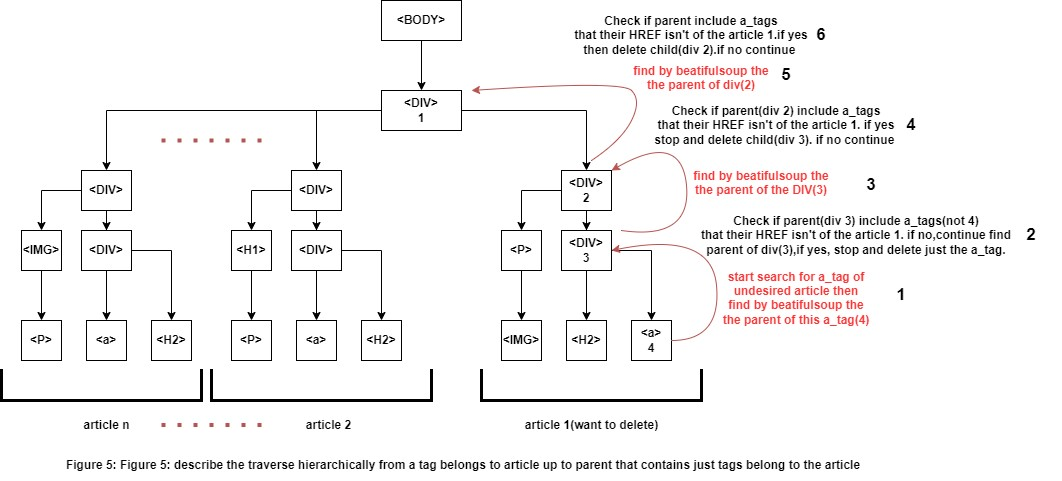 <BODY>
Check if parent include a_tags
that their HREF isn't of the article 1.if yes
then delete child(div 2).if no continue
6
find by beatifulsoup the
the parent of div(2)
5
<DIV>
1
Check if parent(div 2) include a_tags
that their HREF isn't of the article 1. if yes
stop and delete child(div 3). if no continue
4
<DIV>
<DIV>
<DIV>
2
find by beatifulsoup the
the parent of the DIV(3)
3
Check if parent(div 3) include a_tags(not 4)
that their HREF isn't of the article 1. if no,continue find
parent of div(3),if yes, stop and delete just the a_tag.
2
<IMG>
<DIV>
<H1>
<DIV>
<P>
<DIV>
3
start search for a_tag of
undesired article then
find by beatifulsoup the
the parent of this a_tag(4)
1
<P>
<a>
<H2>
<P>
<a>
<H2>
<IMG>
<H2>
<a>
4
article n
article 2
article 1(want to delete)
Figure 5: Figure 5: describe the traverse hierarchically from a tag belongs to article up to parent that contains just tags belong to the article